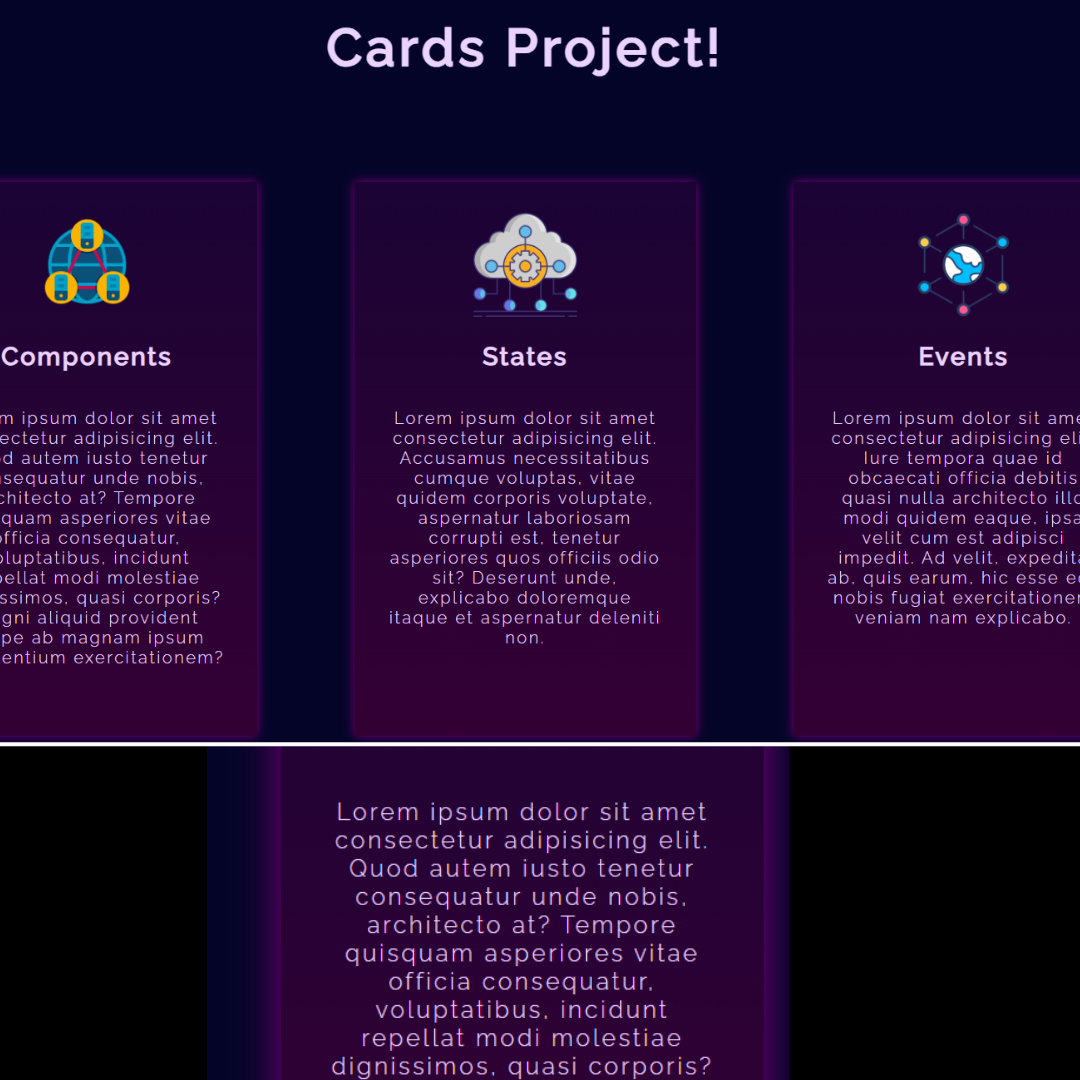 Cards Project!
Components
m ipsum dolor sit amet
ectetur adipisicing elit.
d autem iusto tenetur
nsequatur unde nobis,
chitecto at? Tempore
quam asperiores vitae
officia consequatur,
oluptatibus, incidunt
pellat modi molestiae
ssimos, quasi corporis?
gni aliquid provident
pe ab magnam ipsum
entium exercitationem?
States
Lorem ipsum dolor sit amet
consectetur adipisicing elit.
Accusamus necessitatibus
cumque voluptas, vitae
quidem corporis voluptate,
aspernatur laboriosam
corrupti est, tenetur
asperiores quos officiis odio
sit? Deserunt unde,
explicabo doloremque
itaque et aspernatur deleniti
non.
Events
Lorem ipsum dolor sit ame
consectetur adipisicing eli
Iure tempora quae id
obcaecati officia debitis
quasi nulla architecto illo
modi quidem eaque, ipsa
velit cum est adipisci
impedit. Ad velit, expedita
ab, quis earum, hic esse e
nobis fugiat exercitatione
veniam nam explicabo.
Lorem ipsum dolor sit amet
consectetur adipisicing elit.
Quod autem iusto tenetur
consequatur unde nobis,
architecto at? Tempore
quisquam asperiores vitae
officia consequatur,
voluptatibus, incidunt
repellat modi molestiae
dignissimos, quasi corporis?